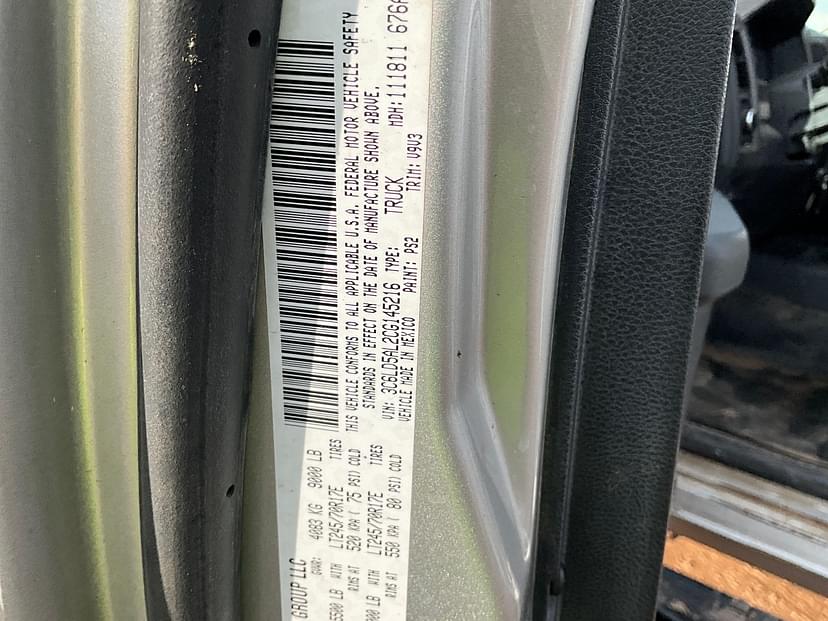 GROUP LLC
GVWR: 4083 KG 9000 LB
5500 LB WITH LT245/70R17E TIRES
RIMS AT 520 KPA ( 75 PSI) COLD
LB WITH LT245/70R17E TIRES
RIMS AT 550 KPA ( 80 PSI) COLD
THIS VEHICLE CONFORMS TO ALL APPLICABLE U.S.A. FEDERAL MOTOR VEHICLE SAFETY
STANDARDS IN EFFECT ON THE DATE OF MANUFACTURE SHOWN ABOVE.
VIN: 3C6LD5AL2CG145216 TYPE: TRUCK MDH: 111811 676
VEHICLE MADE IN MEXICO PAINT: PS2 TRIM: V9V3